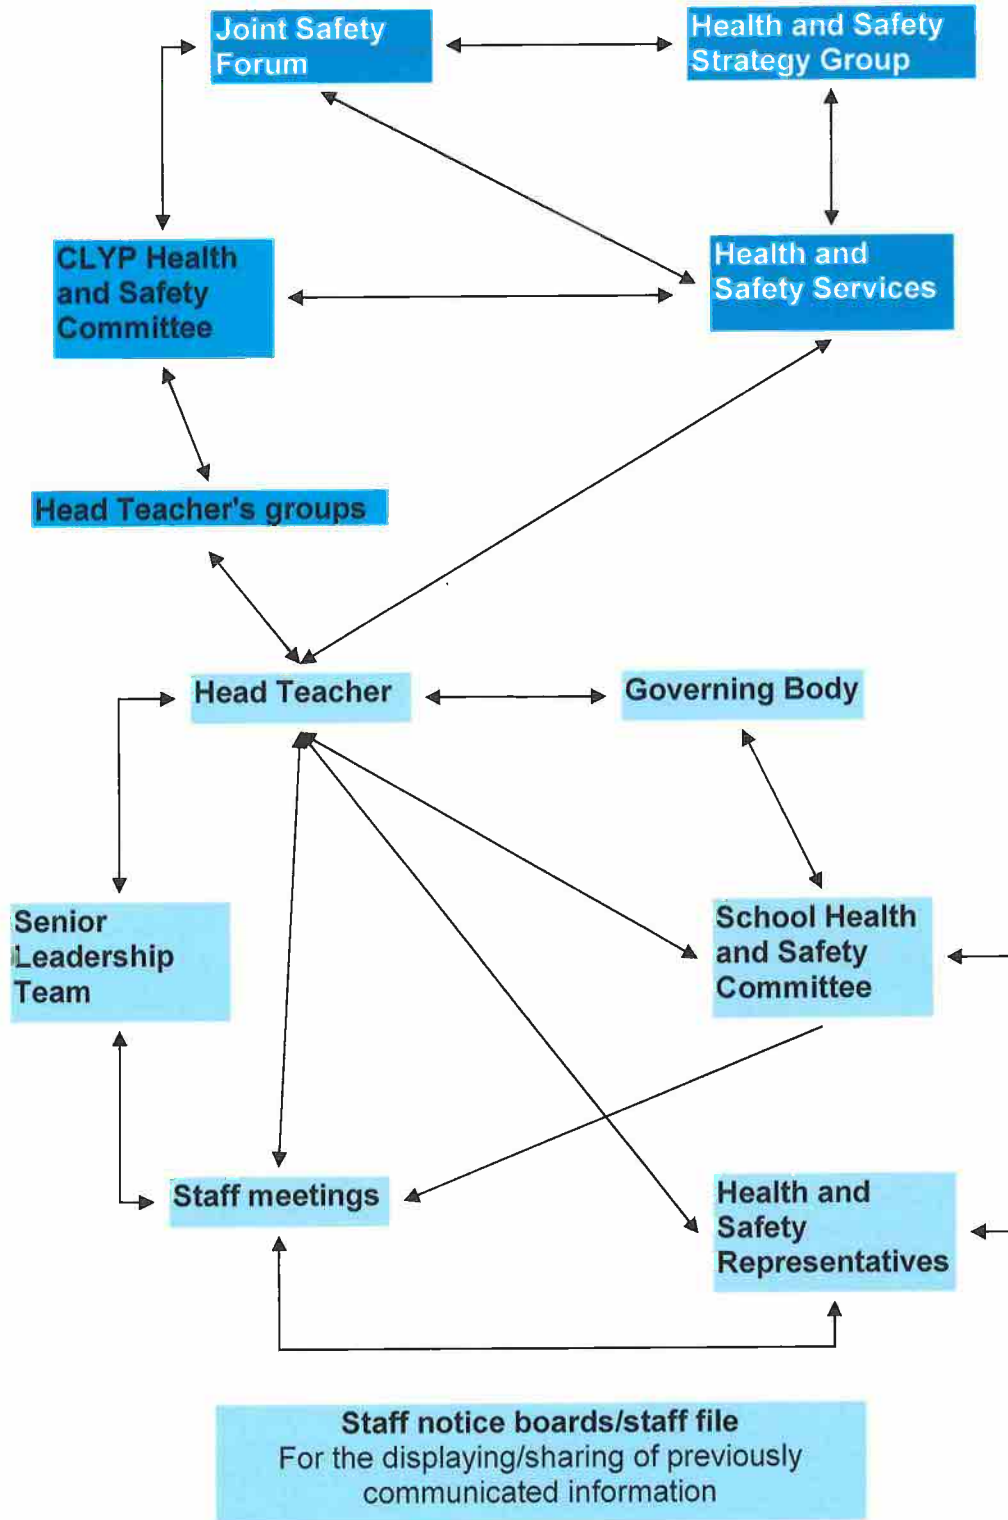 Joint Safety
Forum
Health and Safety
Strategy Group
CLYP Health
and Safety
Committee
Health and
Safety Services
Head Teacher's groups
Head Teacher
Governing Body
Senior
Leadership
Team
School Health
and Safety
Committee
Staff meetings
Health and
Safety
Representatives
Staff notice boards/staff file
For the displaying/sharing of previously
communicated information